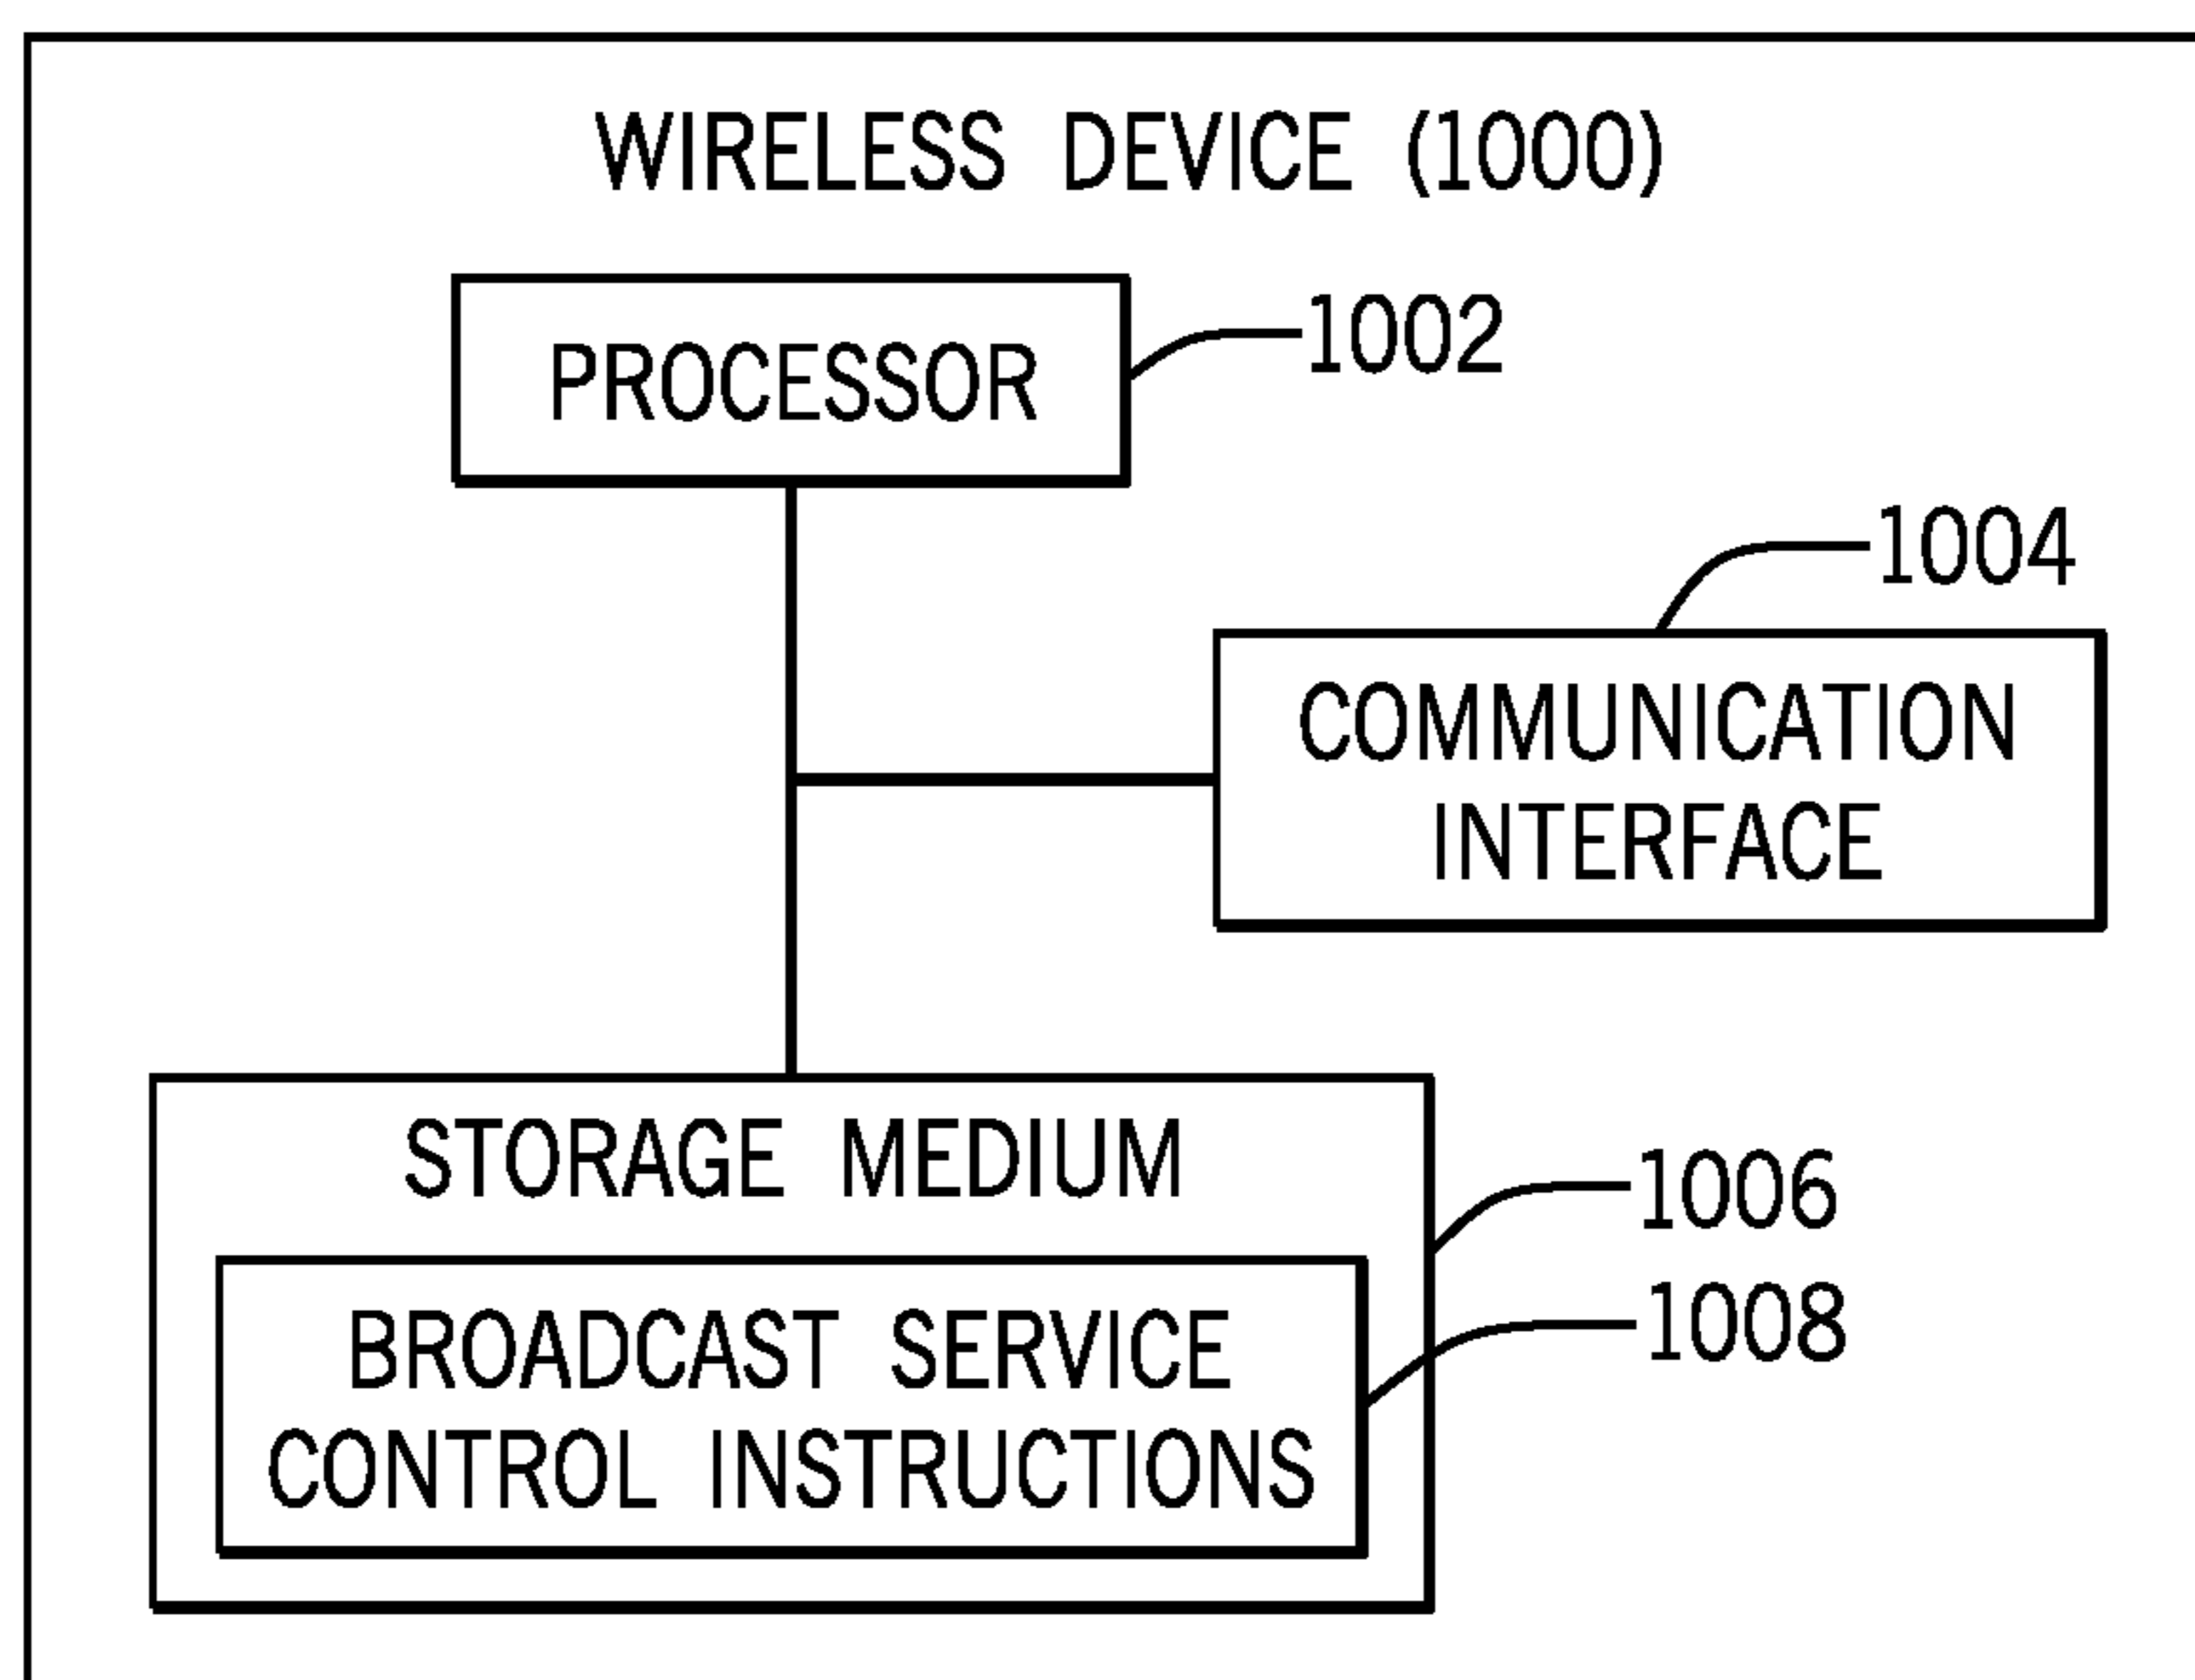 WIRELESS DEVICE (1000)
PROCESSOR
1002
1004
COMMUNICATION
INTERFACE
STORAGE MEDIUM
1006
BROADCAST SERVICE
CONTROL INSTRUCTIONS
1008